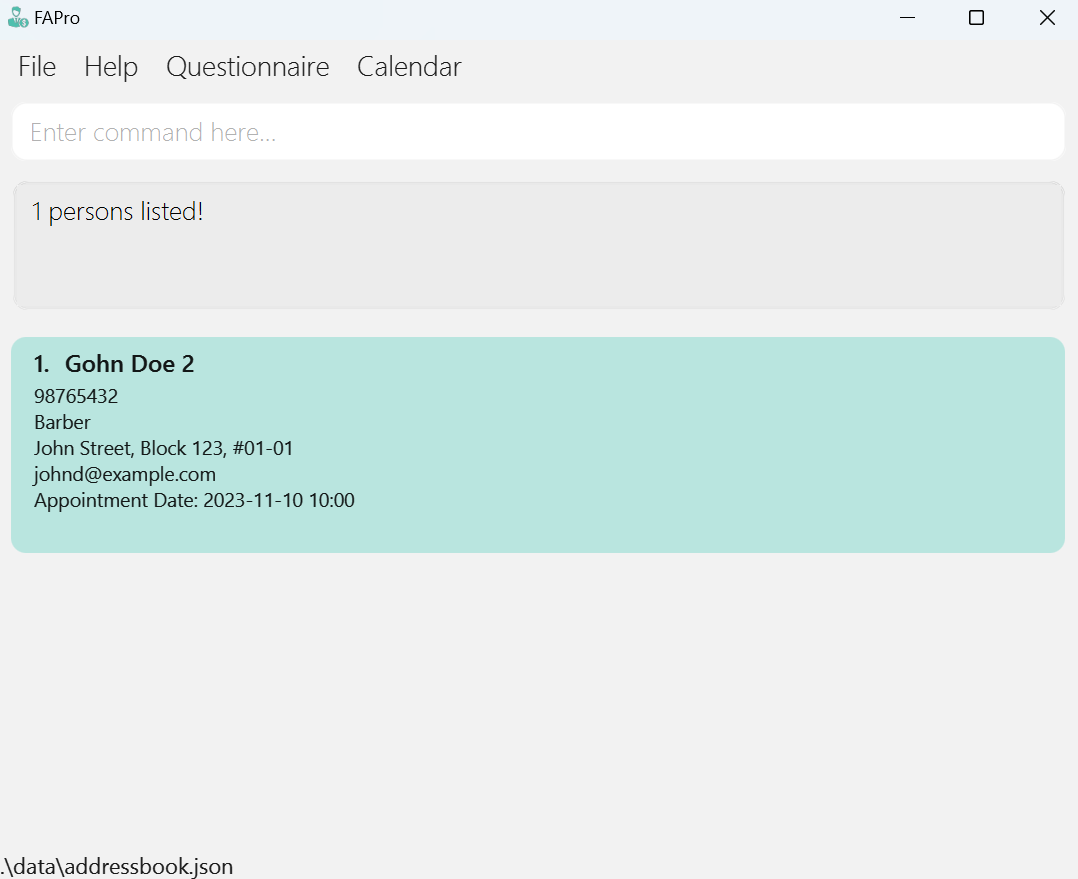 FAPro
File Help Questionnaire Calendar
Enter command here...
1 persons listed!
1. Gohn Doe 2
98765432
Barber
John Street, Block 123, #01-01
johnd@example.com
Appointment Date: 2023-11-10 10:00
.\data\addressbook.json